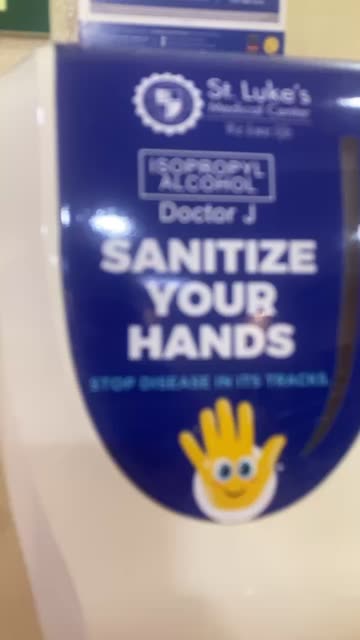 St. Luke's
Medical Center
ISOPROPYL
ALCOHOL
Doctor J
SANITIZE
YOUR
HANDS
STOP DISEASE IN ITS TRACKS